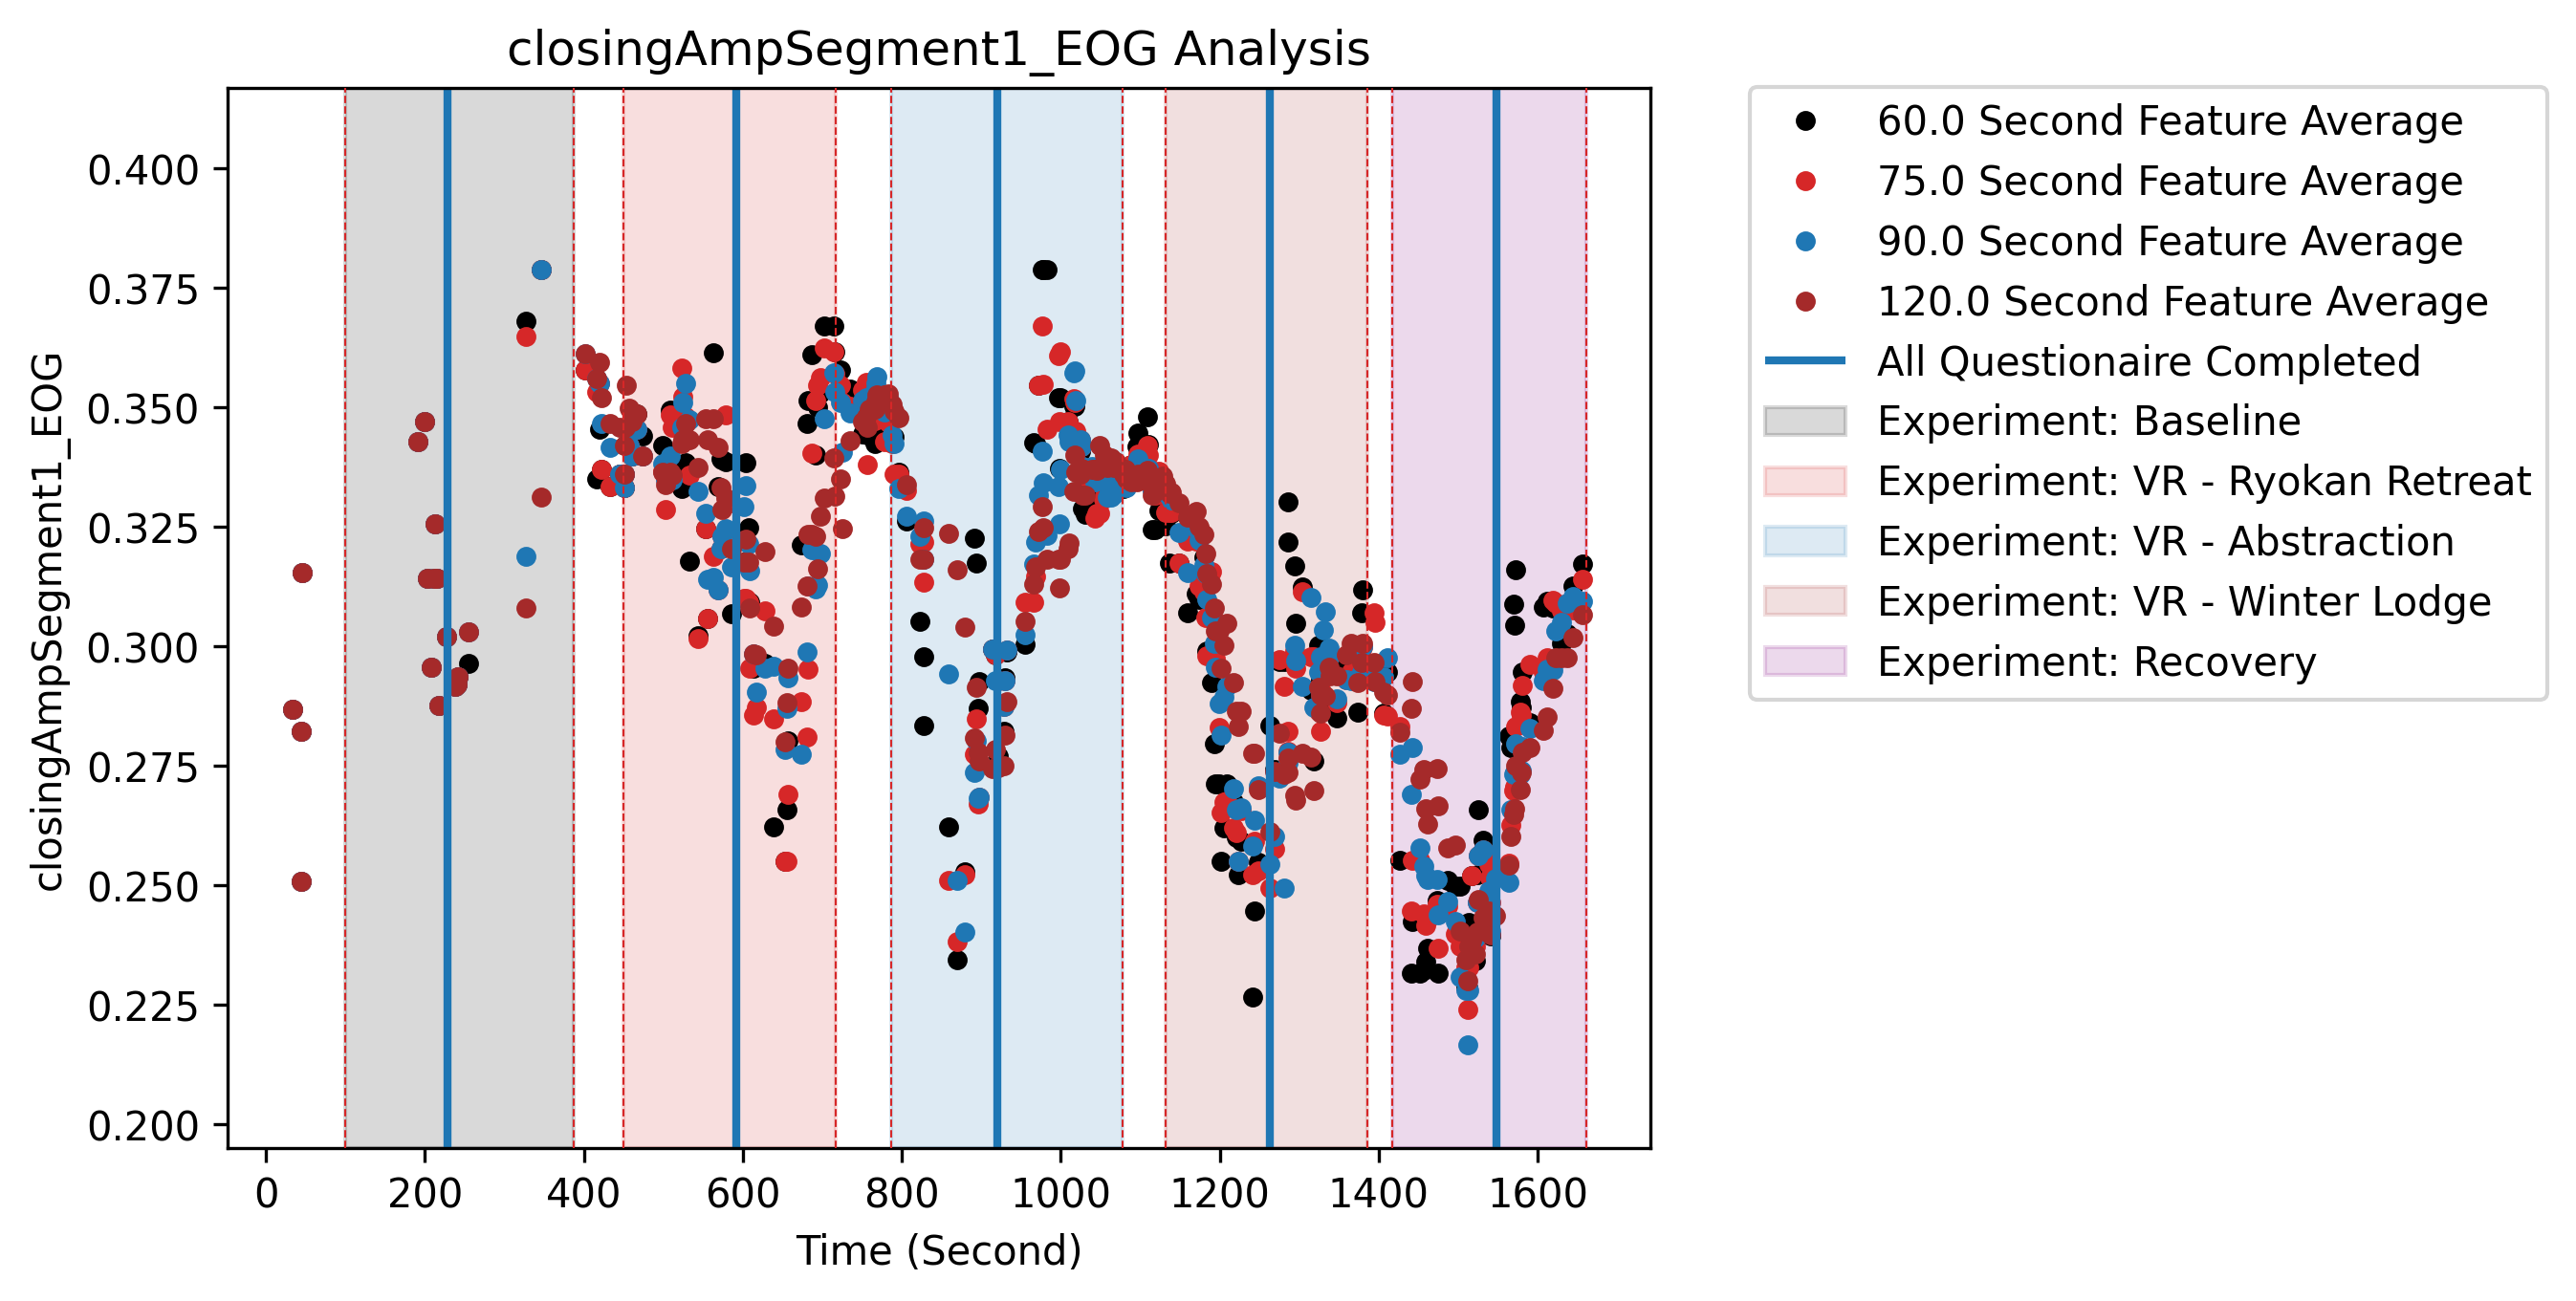 closingAmpSegment1_EOG Analysis
closingAmpSegment1_EOG
0.400
0.375
0.350
0.325
0.300
0.275
0.250
0.225
0.200
0 200 400 600 800 1000 1200 1400 1600
Time (Second)
60.0 Second Feature Average
75.0 Second Feature Average
90.0 Second Feature Average
120.0 Second Feature Average
All Questionaire Completed
Experiment: Baseline
Experiment: VR - Ryokan Retreat
Experiment: VR - Abstraction
Experiment: VR - Winter Lodge
Experiment: Recovery